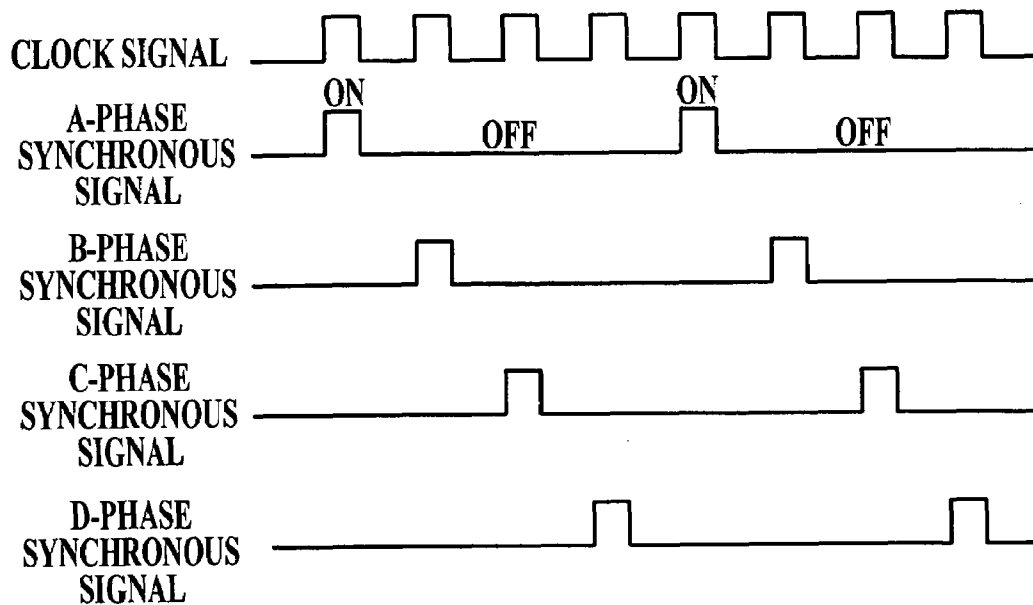 CLOCK SIGNAL
ON
ON
A-PHASE
SYNCHRONOUS
SIGNAL
OFF
OFF
B-PHASE
SYNCHRONOUS
SIGNAL
C-PHASE
SYNCHRONOUS
SIGNAL
D-PHASE
SYNCHRONOUS
SIGNAL